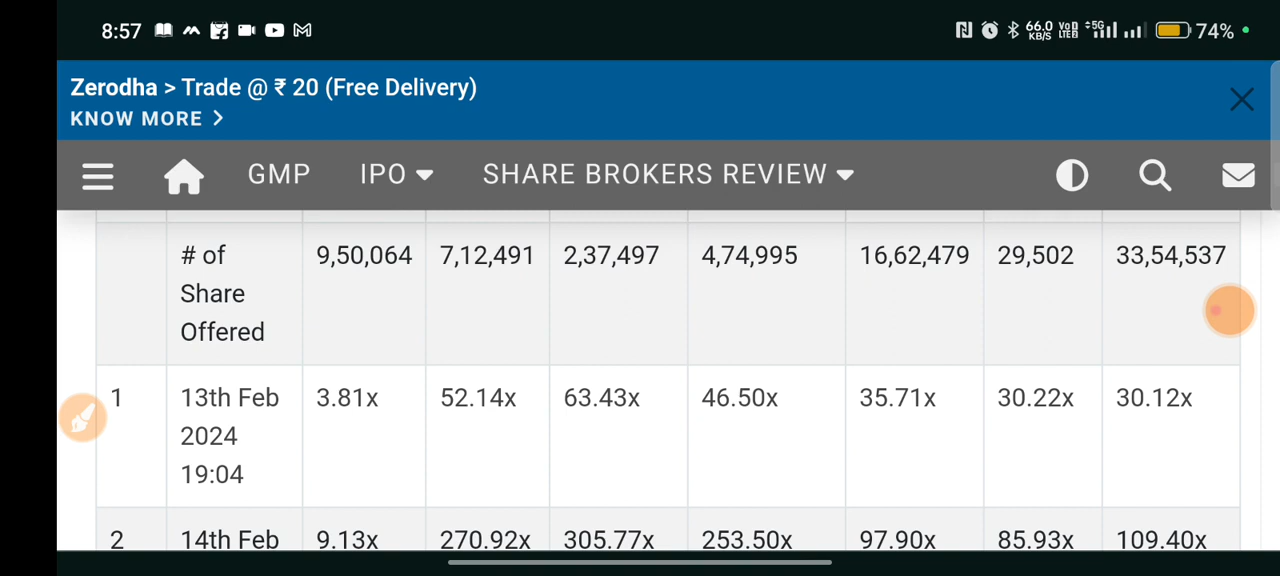 8:57 66.0 KB/S VoD LTED 5G 74%
Zerodha > Trade @ ₹ 20 (Free Delivery)
KNOW MORE >
GMP IPO SHARE BROKERS REVIEW
# of 9,50,064 7,12,491 2,37,497 4,74,995 16,62,479 29,502 33,54,537
Share
Offered
1 13th Feb 3.81x 52.14x 63.43x 46.50x 35.71x 30.22x 30.12x
2024
19:04
2 14th Feb 9.13x 270.92x 305.77x 253.50x 97.90x 85.93x 109.40x